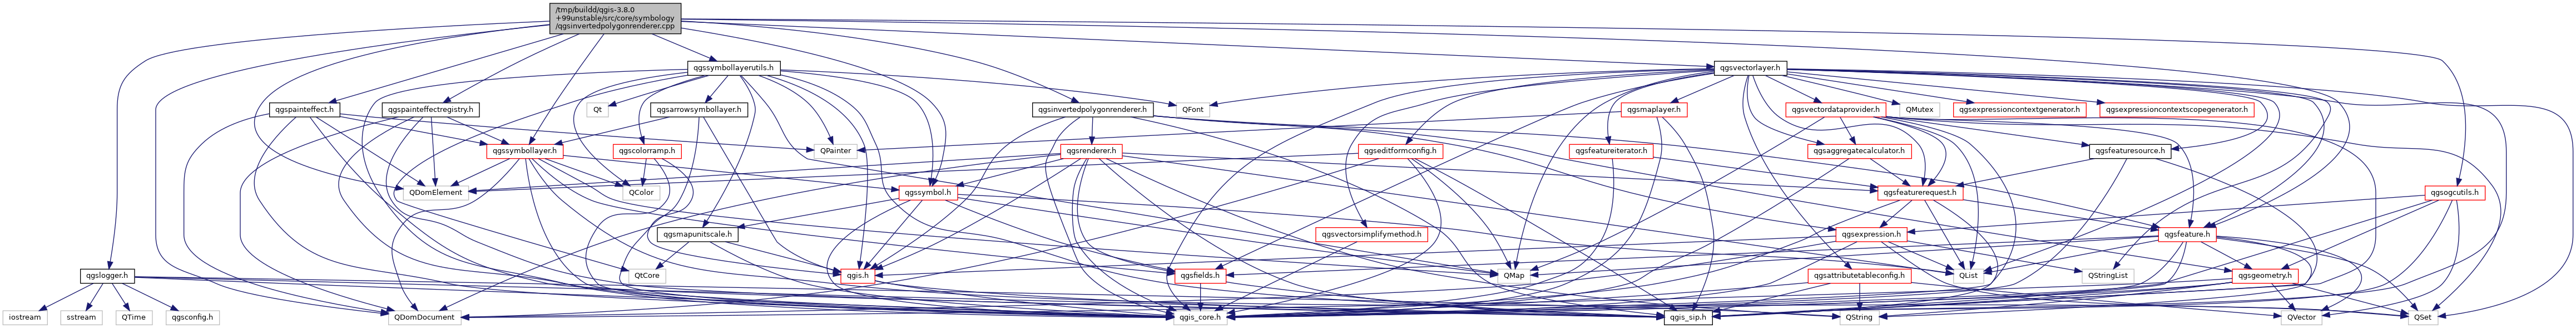 /tmp/buildd/qgis-3.8.0
+99unstable/src/core/symbology
/qgsinvertedpolygonrenderer.cpp
qgssymbollayerutils.h
qgsvectorlayer.h
qgspainteffect.h
qgspainteffectregistry.h
Qt
qgsarrowsymbollayer.h
qgsinvertedpolygonrenderer.h
QFont
qgsmaplayer.h
qgsvectordataprovider.h
QMutex
qgsexpressioncontextgenerator.h
qgsexpressioncontextscopegenerator.h
qgssymbollayer.h
qgscolorramp.h
QPainter
qgsrenderer.h
qgseditformconfig.h
qgsfeatureiterator.h
qgsaggregatecalculator.h
qgsfeaturesource.h
QDomElement
QColor
qgssymbol.h
qgsfeaturerequest.h
qgsogcutils.h
qgsmapunitscale.h
qgsvectorsimplifymethod.h
qgsexpression.h
qgsfeature.h
qgslogger.h
QtCore
qgis.h
qgsfields.h
QMap
qgsattributetableconfig.h
QList
QStringList
qgsgeometry.h
iostream
sstream
QTime
qgsconfig.h
QDomDocument
qgis_core.h
qgis_sip.h
QString
QVector
QSet